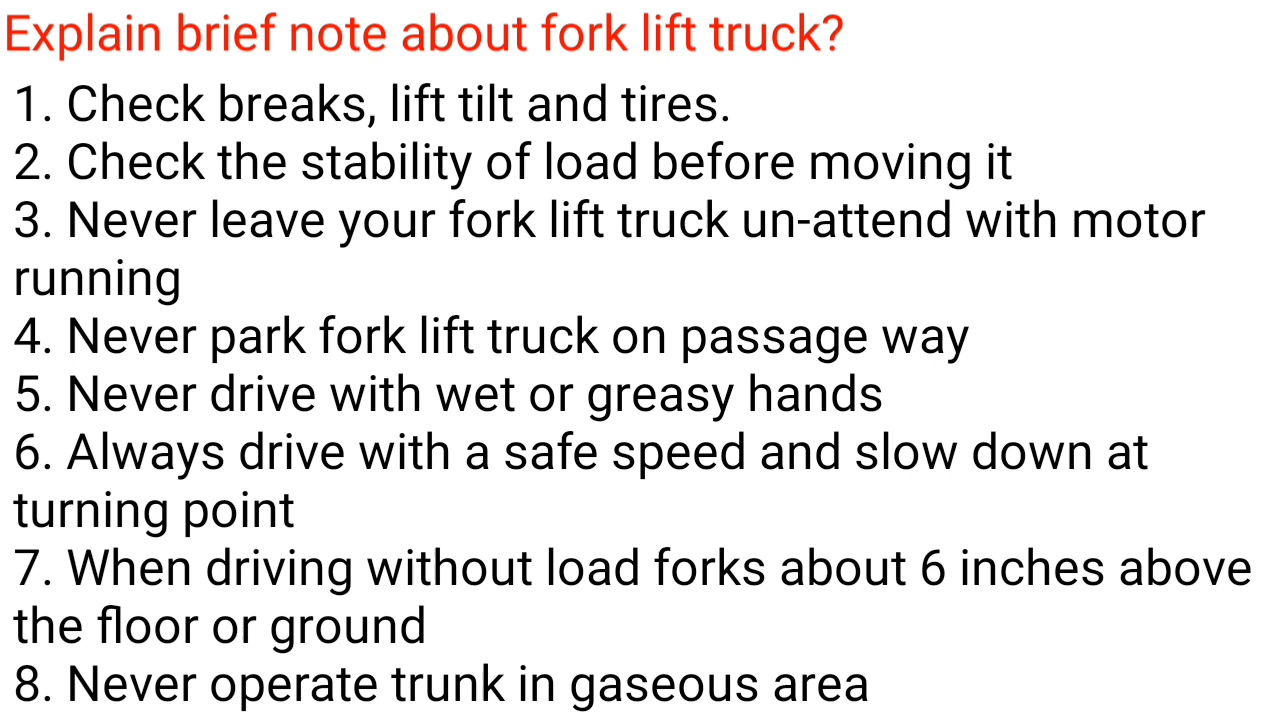 Explain brief note about fork lift truck?
1. Check breaks, lift tilt and tires.
2. Check the stability of load before moving it
3. Never leave your fork lift truck un-attend with motor
running
4. Never park fork lift truck on passage way
5. Never drive with wet or greasy hands
6. Always drive with a safe speed and slow down at
turning point
7. When driving without load forks about 6 inches above
the floor or ground
8. Never operate trunk in gaseous area